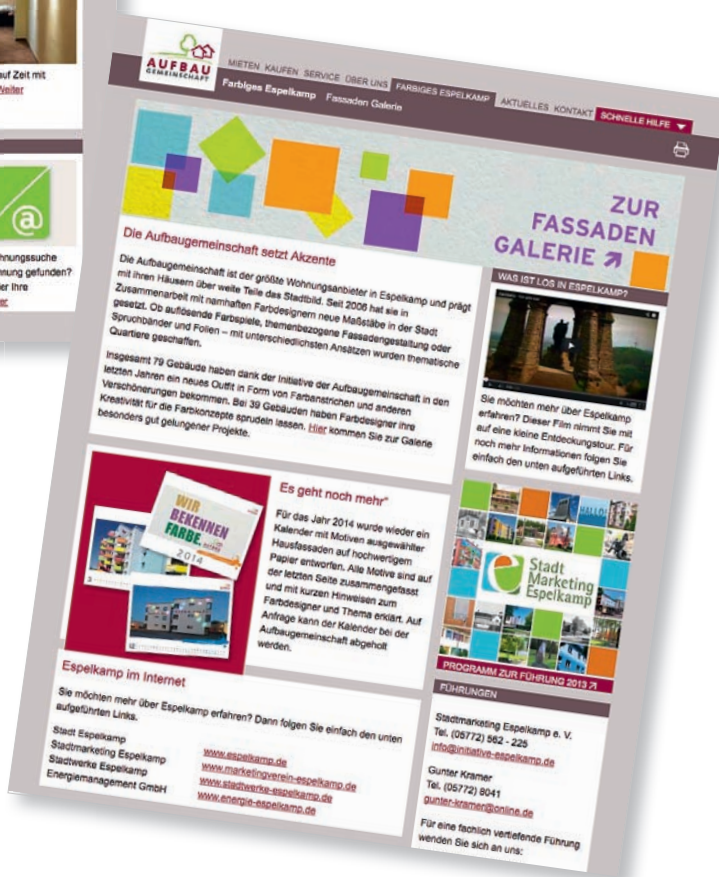 auf Zeit mit
Weiter
@
hnungssuche
nung gefunden?
er Ihre
er
AUFBAU
GEMEINSCHAFT
MIETEN KAUFEN SERVICE ÜBER UNS FARBIGES ESPELKAMP AKTUELLES KONTAKT SCHNELLE HILFE
Farbiges Espelkamp Fassaden Galerie
ZUR
FASSADEN
GALERIE
Die Aufbaugemeinschaft setzt Akzente
Die Aufbaugemeinschaft ist der größte Wohnungsanbieter in Espelkamp und prägt
mit ihren Häusern über weite Teile das Stadtbild. Seit 2006 hat sie in
Zusammenarbeit mit namhaften Farbdesignern neue Maßstäbe in der Stadt
gesetzt. Ob auflösende Farbspiele, themenbezogene Fassadengestaltung oder
Spruchbänder und Folien – mit unterschiedlichsten Ansätzen wurden thematische
Quartiere geschaffen.
Insgesamt 79 Gebäude haben dank der Initiative der Aufbaugemeinschaft in den
letzten Jahren ein neues Outfit in Form von Farbanstrichen und anderen
Verschönerungen bekommen. Bei 39 Gebäuden haben Farbdesigner ihre
Kreativität für die Farbkonzepte sprudeln lassen. Hier kommen Sie zur Galerie
besonders gut gelungener Projekte.
WAS IST LOS IN ESPELKAMP?
Sie möchten mehr über Espelkamp
erfahren? Dieser Film nimmt Sie mit
auf eine kleine Entdeckungstour. Für
noch mehr Informationen folgen Sie
einfach den unten aufgeführten Links.
WIR
BEKENNEN
FARBE.
2014
Es geht noch mehr"
Für das Jahr 2014 wurde wieder ein
Kalender mit Motiven ausgewählter
Hausfassaden auf hochwertigem
Papier entworfen. Alle Motive sind auf
der letzten Seite zusammengefasst
und mit kurzen Hinweisen zum
Farbdesigner und Thema erklärt. Auf
Anfrage kann der Kalender bei der
Aufbaugemeinschaft abgeholt
werden.
HALLO!
Stadt
Marketing
Espelkamp
PROGRAMM ZUR FÜHRUNG 2013
Espelkamp im Internet
Sie möchten mehr über Espelkamp erfahren? Dann folgen Sie einfach den unten
aufgeführten Links.
Stadt Espelkamp www.espelkamp.de
Stadtmarketing Espelkamp www.marketingverein-espelkamp.de
Stadtwerke Espelkamp www.stadtwerke-espelkamp.de
Energiemanagement GmbH www.energie-espelkamp.de
FÜHRUNGEN
Stadtmarketing Espelkamp e. V.
Tel. (05772) 562 - 225
info@initiative-espelkamp.de
Gunter Kramer
Tel. (05772) 8041
gunter-kramer@online.de
Für eine fachlich vertiefende Führung
wenden Sie sich an uns: